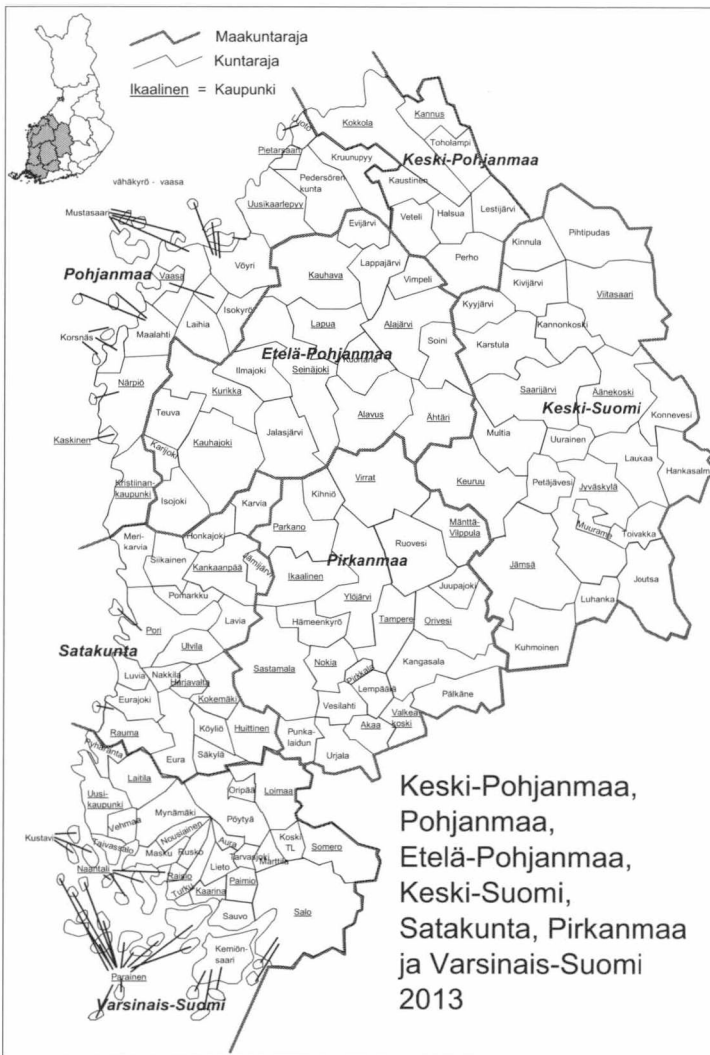 Maakuntaraja
Kuntaraja
Ikaalinen = Kaupunki
vähäkyrö - vaasa
Kannus
Luoto
Kokkola
Toholampi
Pietarsaari
Kruunupyy
Keski-Pohjanmaa
Pedersören
kunta
Kaustinen
Uusikaarlepyy
Veteli
Halsua
Lestijärvi
Mustasaari
Evijärvi
Pihtipudas
Kinnula
Vöyri
Perho
Pohjanmaa
Vaasa
Lappajärvi
Kauhava
Vimpeli
Kivijärvi
Viitasaari
Isokyrö
Kyyjärvi
Korsnäs
Maalahti
Laihia
Lapua
Alajärvi
Kannonkoski
Soini
Karstula
Etelä-Pohjanmaa
Kuortane
Ilmajoki
Seinäjoki
Närpiö
Kurikka
Saarijärvi
Äänekoski
Keski-Suomi
Konnevesi
Teuva
Alavus
Ähtäri
Kaskinen
Kauhajoki
Jalasjärvi
Multia
Uurainen
Karijoki
Laukaa
Hankasalmi
Kristiinan-
kaupunki
Isojoki
Virrat
Keuruu
Petäjävesi
Jyväskylä
Kihniö
Karvia
Parkano
Mänttä-
Vilppula
Muurame
Toivakka
Meri-
karvia
Honkajoki
Siikainen
Kankaanpää
Jämijärvi
Ruovesi
Pirkanmaa
Ikaalinen
Jämsä
Joutsa
Pomarkku
Juupajoki
Luhanka
Ylöjärvi
Lavia
Hämeenkyrö
Tampere
Orivesi
Pori
Kuhmoinen
Satakunta
Ulvila
Sastamala
Nokia
Kangasala
Luvia
Nakkila
Harjavalta
Pirkkala
Lempäälä
Pälkäne
Eurajoki
Kokemäki
Vesilahti
Valkea
koski
Rauma
Köyliö
Huittinen
Punka-
laidun
Akaa
Pyhäranta
Eura
Säkylä
Urjala
Laitila
Oripää
Loimaa
Uusi-
kaupunki
Mynämäki
Pöytyä
Vehmaa
Nousiainen
Koski
TL
Somero
Kustavi
Taivassalo
Aura
Masku
Rusko
Tarvasjoki
Marttila
Naantali
Raisio
Lieto
Turku
Kaarina
Paimio
Sauvo
Salo
Kemiön-
saari
Parainen
Varsinais-Suomi
Keski-Pohjanmaa,
Pohjanmaa,
Etelä-Pohjanmaa,
Keski-Suomi,
Satakunta, Pirkanmaa
ja Varsinais-Suomi
2013